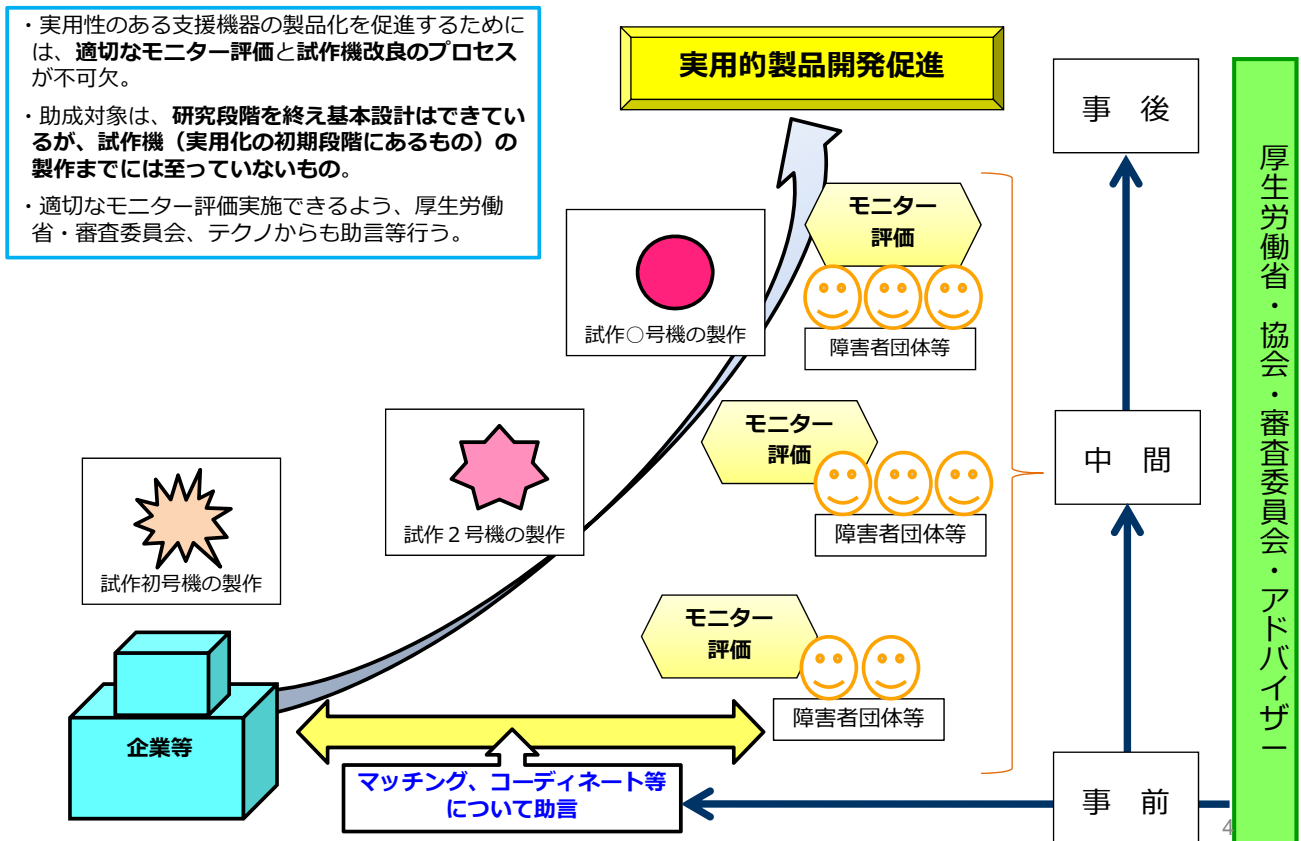 ・実用性のある支援機器の製品化を促進するために
は、適切なモニター評価と試作機改良のプロセス
が不可欠。
・助成対象は、研究段階を終え基本設計はできてい
るが、試作機（実用化の初期段階にあるもの）の
製作までには至っていないもの。
・適切なモニター評価実施できるよう、厚生労働
省・審査委員会、テクノからも助言等行う。
実用的製品開発促進
事　後
厚生労働省・協会・審査委員会・アドバイザー
モニター
評価
障害者団体等
試作○号機の製作
モニター
評価
障害者団体等
中　間
試作２号機の製作
試作初号機の製作
モニター
評価
障害者団体等
企業等
マッチング、コーディネート等
について助言
事　前
4